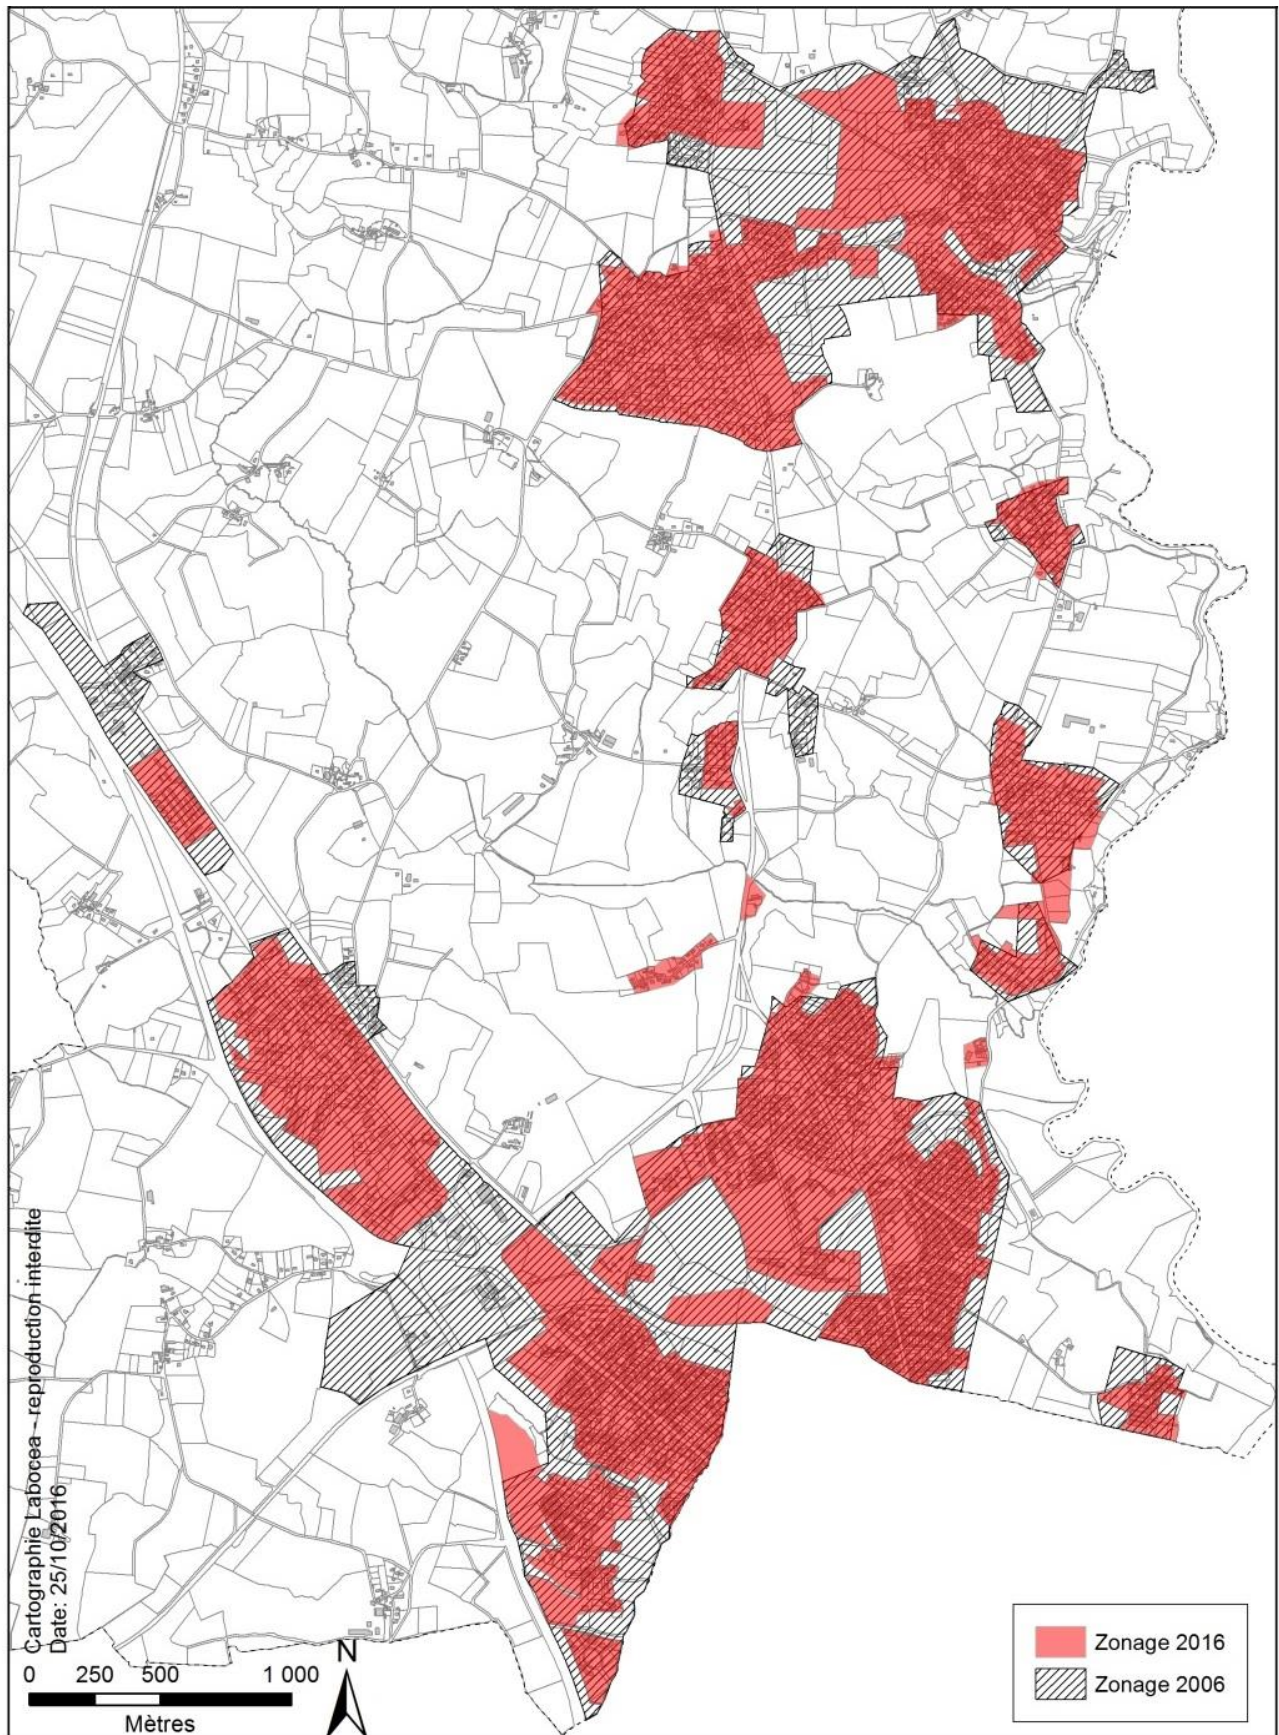 Cartographie Labocea - reproduction interdite
Date: 25/10/2016
0 250 500 1 000
Mètres
N
Zonage 2016
Zonage 2006